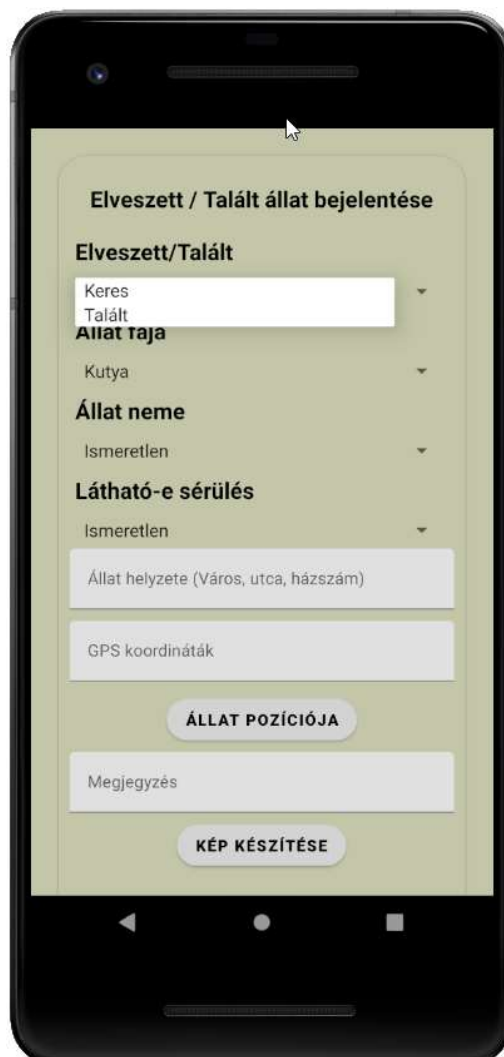 Elveszett / Talált állat bejelentése
Elveszett/Talált
Keres
Talált
Állat faja
Kutya
Állat neme
Ismeretlen
Látható-e sérülés
Ismeretlen
Állat helyzete (Város, utca, házszám)
GPS koordináták
ÁLLAT POZÍCIÓJA
Megjegyzés
KÉP KÉSZÍTÉSE